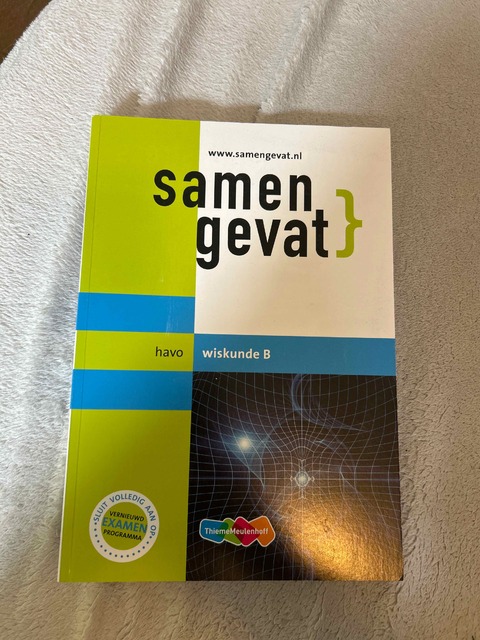 www.samengevat.nl
samen
gevat}
havo wiskunde B
SLUIT VOLLEDIG AAN OP:
VERNIEUWD
EXAMEN
PROGRAMMA
ThiemeMeulenhoff